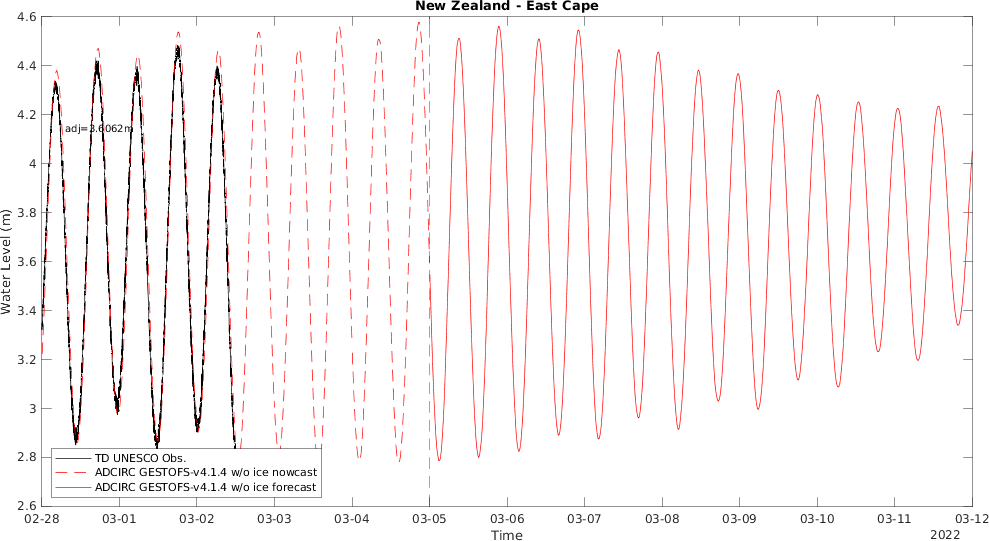 New Zealand - East Cape
4.6
4.4
4.2
4
3.8
3.6
3.4
3.2
3
2.8
2.6
Water Level (m)
adj=3.6062m
TD UNESCO Obs.
ADCIRC GESTOFS-v4.1.4 w/o ice nowcast
ADCIRC GESTOFS-v4.1.4 w/o ice forecast
02-28 03-01 03-02 03-03 03-04 03-05 03-06 03-07 03-08 03-09 03-10 03-11 03-12
Time
2022